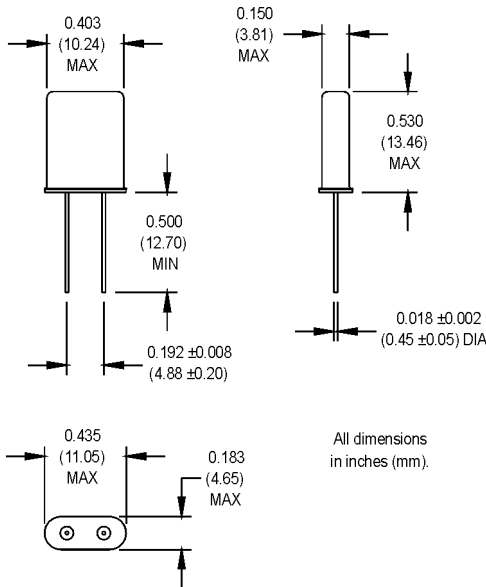 0.403
(10.24)
MAX
0.150
(3.81)
MAX
0.530
(13.46)
MAX
0.500
(12.70)
MIN
0.018 ±0.002
(0.45 ±0.05) DIA
0.192 ±0.008
(4.88 ±0.20)
0.435
(11.05)
MAX
0.183
(4.65)
MAX
All dimensions
in inches (mm).